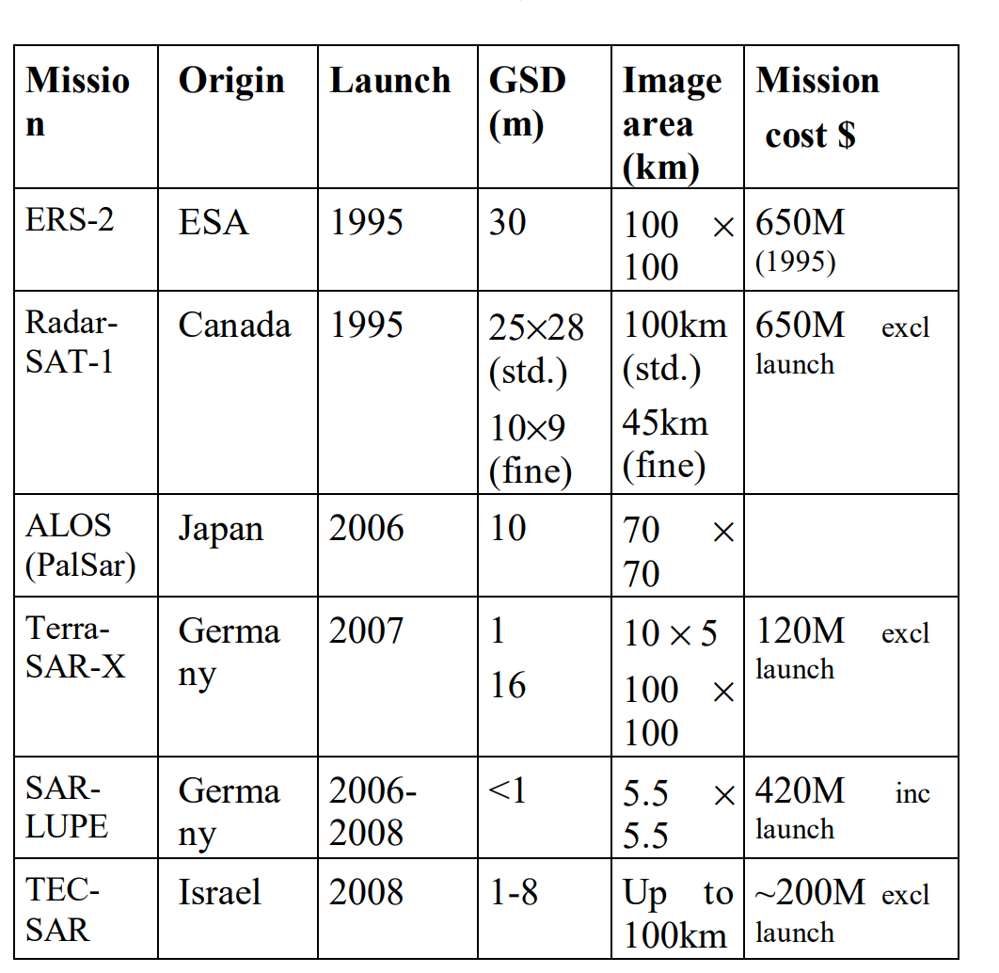 Missio
n
Origin
Launch
GSD
(m)
Image
area
(km)
Mission
cost $
ERS-2
ESA
1995
30
100 ×
100
650M
(1995)
Radar-
SAT-1
Canada
1995
25×28
(std.)
10×9
(fine)
100km
(std.)
45km
(fine)
650M excl
launch
ALOS
(PalSar)
Japan
2006
10
70 ×
70
Terra-
SAR-X
Germa
ny
2007
1
16
10 × 5
100 ×
100
120M excl
launch
SAR-
LUPE
Germa
ny
2006-
2008
<1
5.5 ×
5.5
420M inc
launch
TEC-
SAR
Israel
2008
1-8
Up to
100km
~200M excl
launch